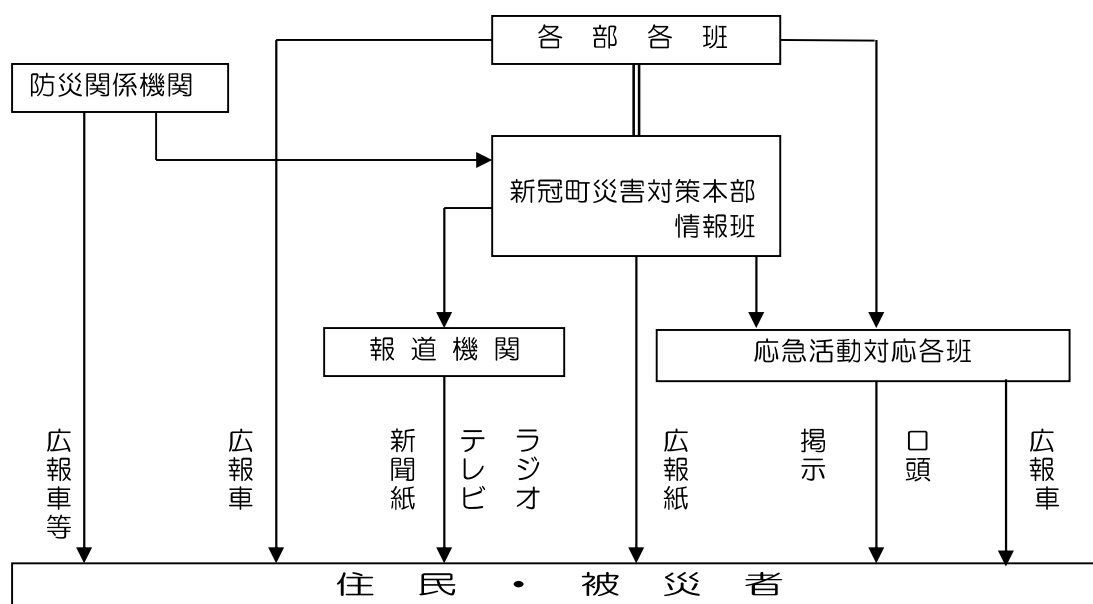 各部各班
防災関係機関
新冠町災害対策本部
情報班
報道機関
応急活動対応各班
広報車等
広報車
新聞紙
テレビ
ラジオ
広報紙
掲示
口頭
広報車
住民・被災者